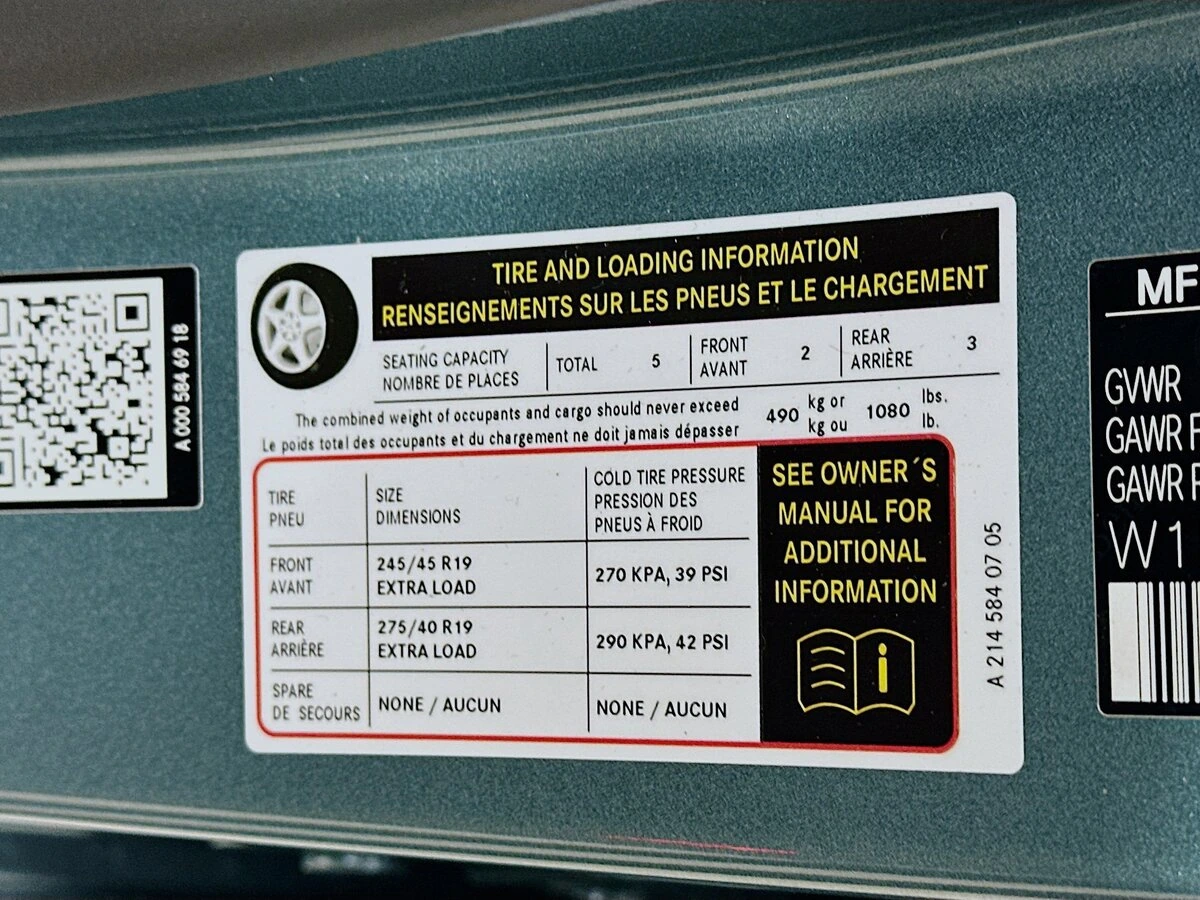 A 000 584 69 18
TIRE AND LOADING INFORMATION
RENSEIGNEMENTS SUR LES PNEUS ET LE CHARGEMENT
SEATING CAPACITY
NOMBRE DE PLACES
TOTAL 5
FRONT
AVANT
2
REAR
ARRIÈRE
3
The combined weight of occupants and cargo should never exceed
Le poids total des occupants et du chargement ne doit jamais dépasser
490
kg or
kg ou
1080
lbs.
lb.
TIRE
PNEU
SIZE
DIMENSIONS
COLD TIRE PRESSURE
PRESSION DES
PNEUS À FROID
FRONT
AVANT
245/45 R19
EXTRA LOAD
270 KPA, 39 PSI
REAR
ARRIÈRE
275/40 R19
EXTRA LOAD
290 KPA, 42 PSI
SPARE
DE SECOURS
NONE / AUCUN
NONE / AUCUN
SEE OWNER´S
MANUAL FOR
ADDITIONAL
INFORMATION
i
A 214 584 07 05
MF
GVWR
GAWR F
GAWR
W1